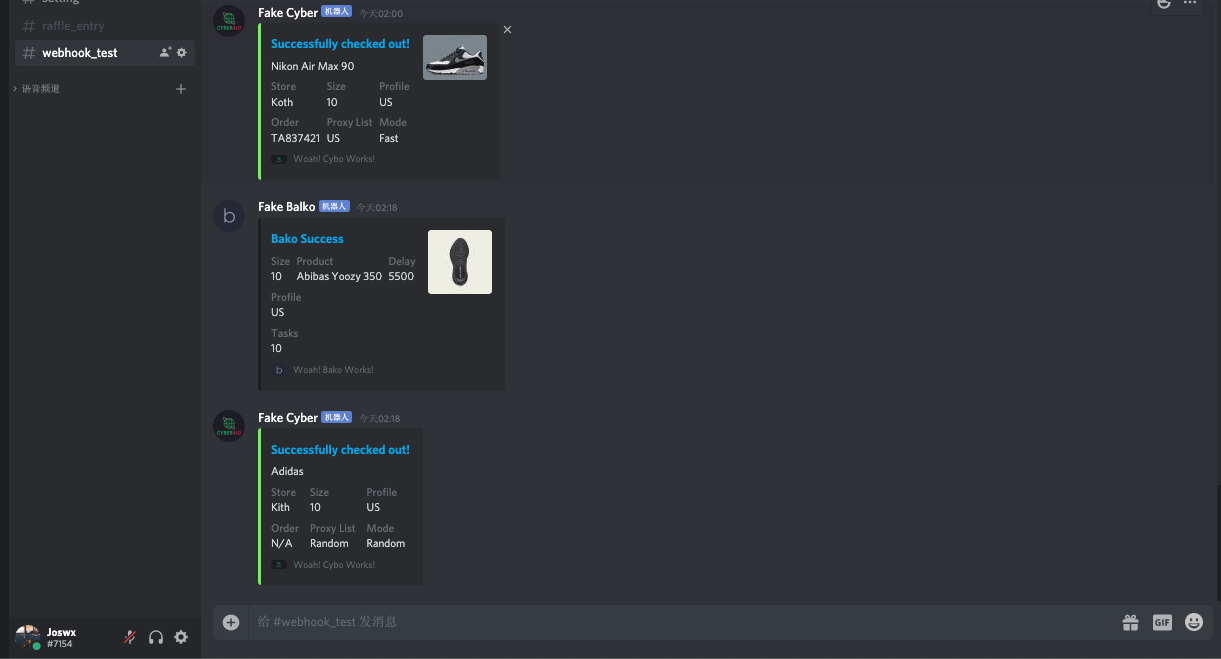 setting
raffle_entry
webhook_test
语音频道
Joswx
#7154
Fake Cyber 机器人 今天02:00
Successfully checked out!
Nikon Air Max 90
Store Size Profile
Koth 10 US
Order Proxy List Mode
TA837421 US Fast
Woah! Cybo Works!
Fake Balko 机器人 今天02:18
Bako Success
Size Product Delay
10 Abibas Yoozy 350 5500
Profile
US
Tasks
10
Woah! Bako Works!
Fake Cyber 机器人 今天02:18
Successfully checked out!
Adidas
Store Size Profile
Kith 10 US
Order Proxy List Mode
N/A Random Random
Woah! Cybo Works!
给 #webhook_test 发消息
GIF